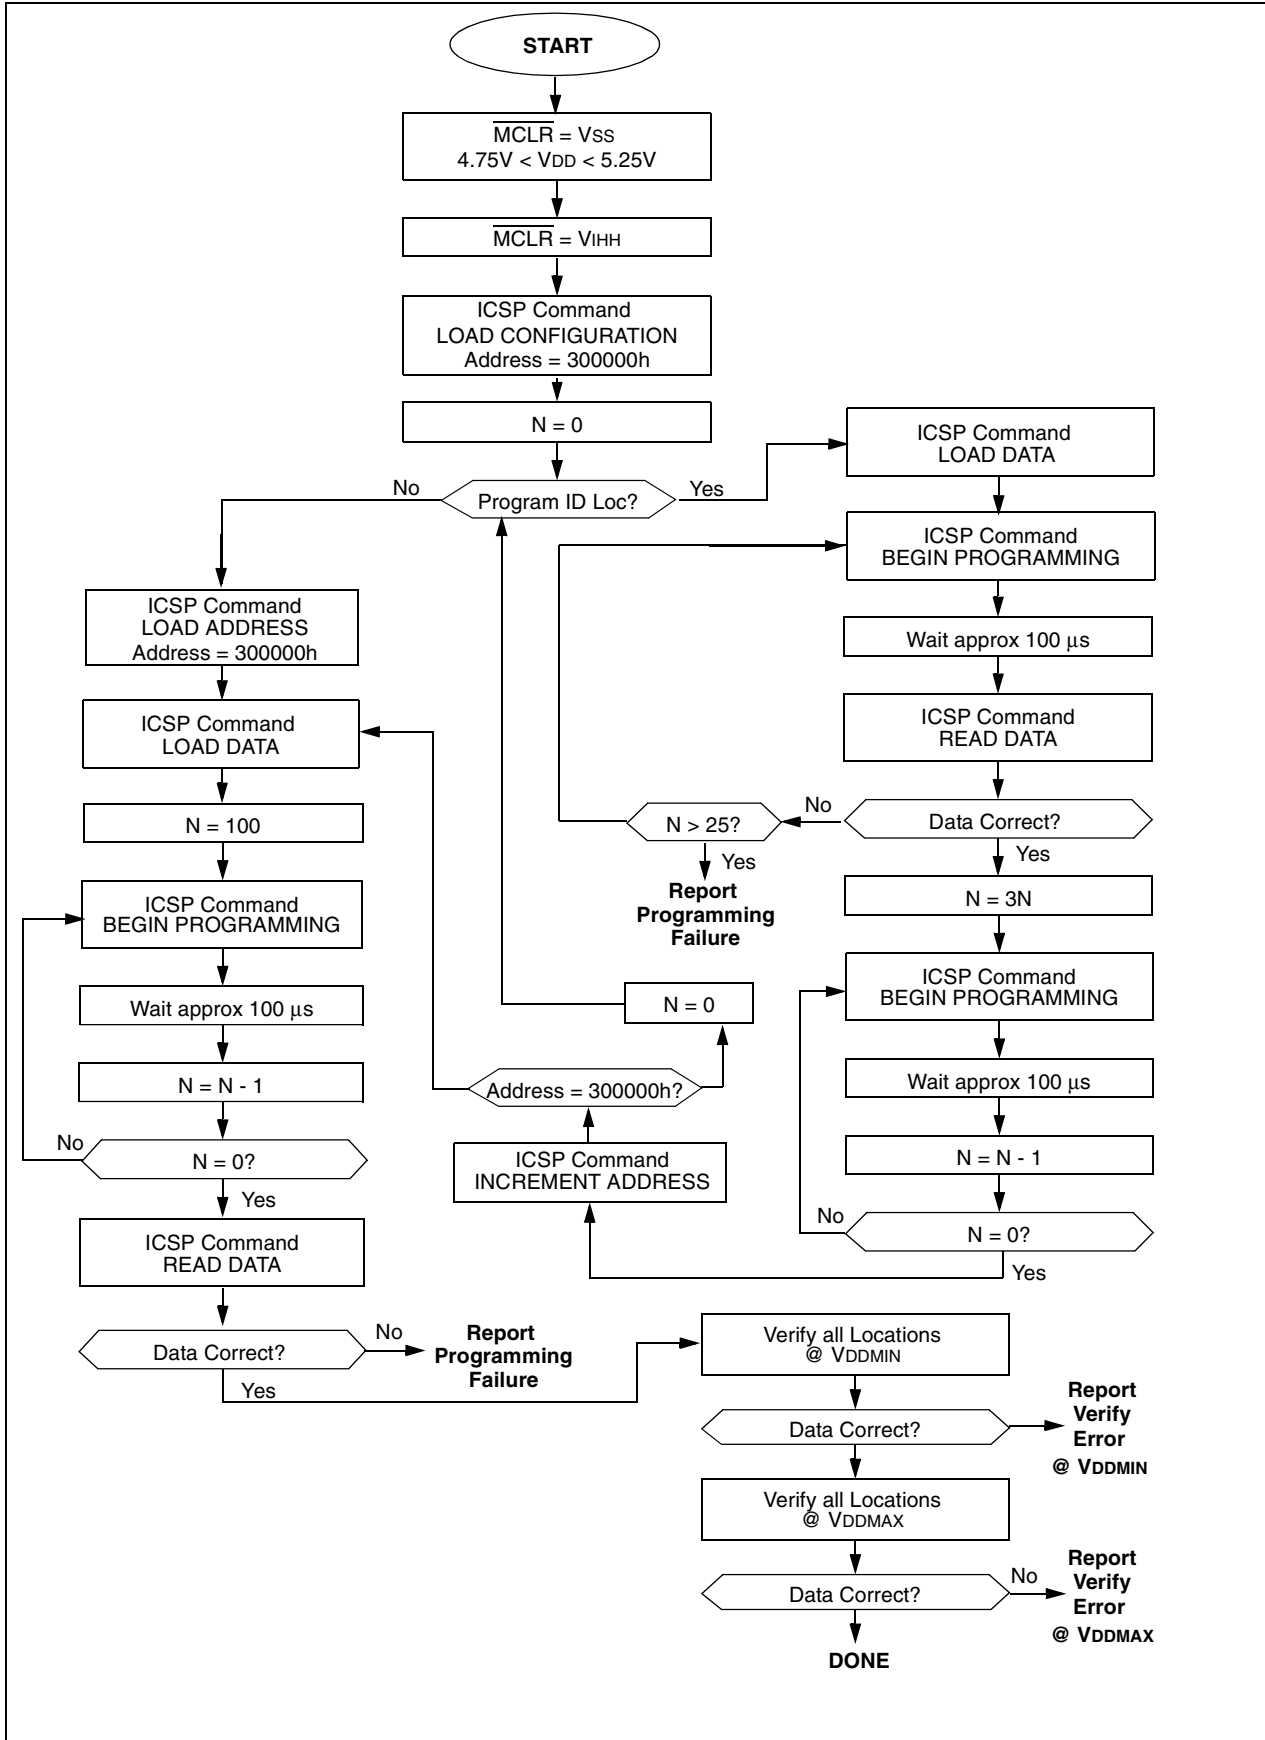 START
MCLR = VSS
4.75V < VDD < 5.25V
MCLR = VIHH
ICSP Command
LOAD CONFIGURATION
Address = 300000h
N = 0
Program ID Loc?
No
Yes
ICSP Command
LOAD DATA
ICSP Command
BEGIN PROGRAMMING
Wait approx 100 μs
ICSP Command
READ DATA
Data Correct?
No
N > 25?
Yes
Report
Programming
Failure
Yes
N = 3N
ICSP Command
BEGIN PROGRAMMING
Wait approx 100 μs
N = N - 1
N = 0?
No
Yes
ICSP Command
INCREMENT ADDRESS
Address = 300000h?
N = 0
ICSP Command
LOAD ADDRESS
Address = 300000h
ICSP Command
LOAD DATA
N = 100
ICSP Command
BEGIN PROGRAMMING
Wait approx 100 μs
N = N - 1
No
N = 0?
Yes
ICSP Command
READ DATA
Data Correct?
No
Report
Programming
Failure
Yes
Verify all Locations
@ VDDMIN
Data Correct?
Report
Verify
Error
@ VDDMIN
Verify all Locations
@ VDDMAX
Data Correct?
No
Report
Verify
Error
@ VDDMAX
DONE